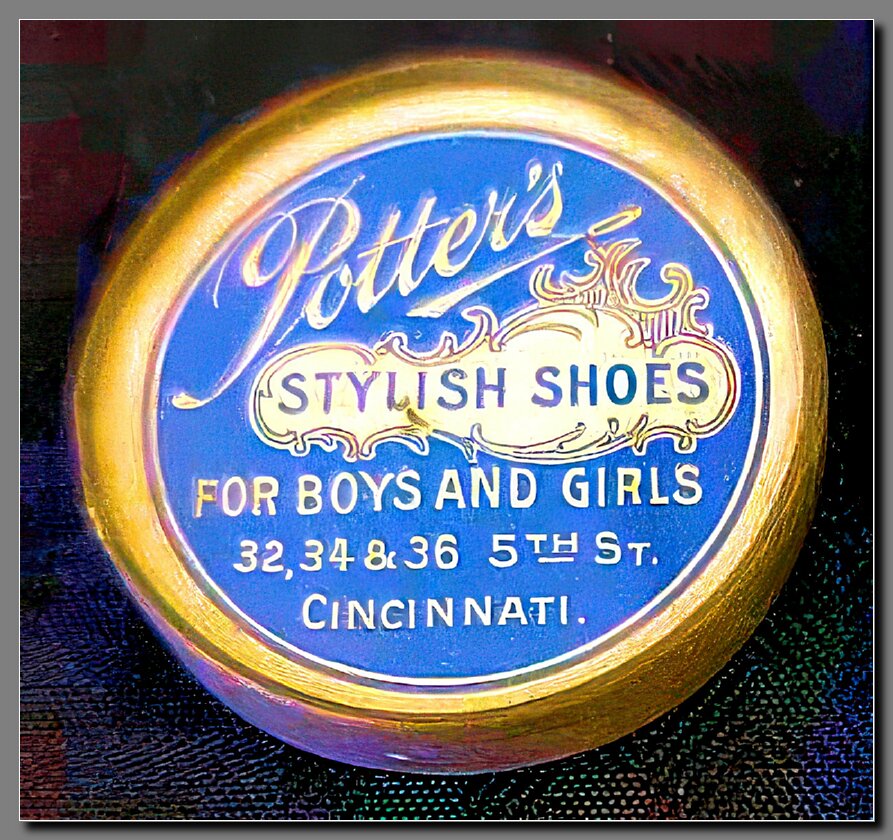 Potter's
STYLISH SHOES
FOR BOYS AND GIRLS
32, 34 & 36 5TH ST.
CINCINNATI.